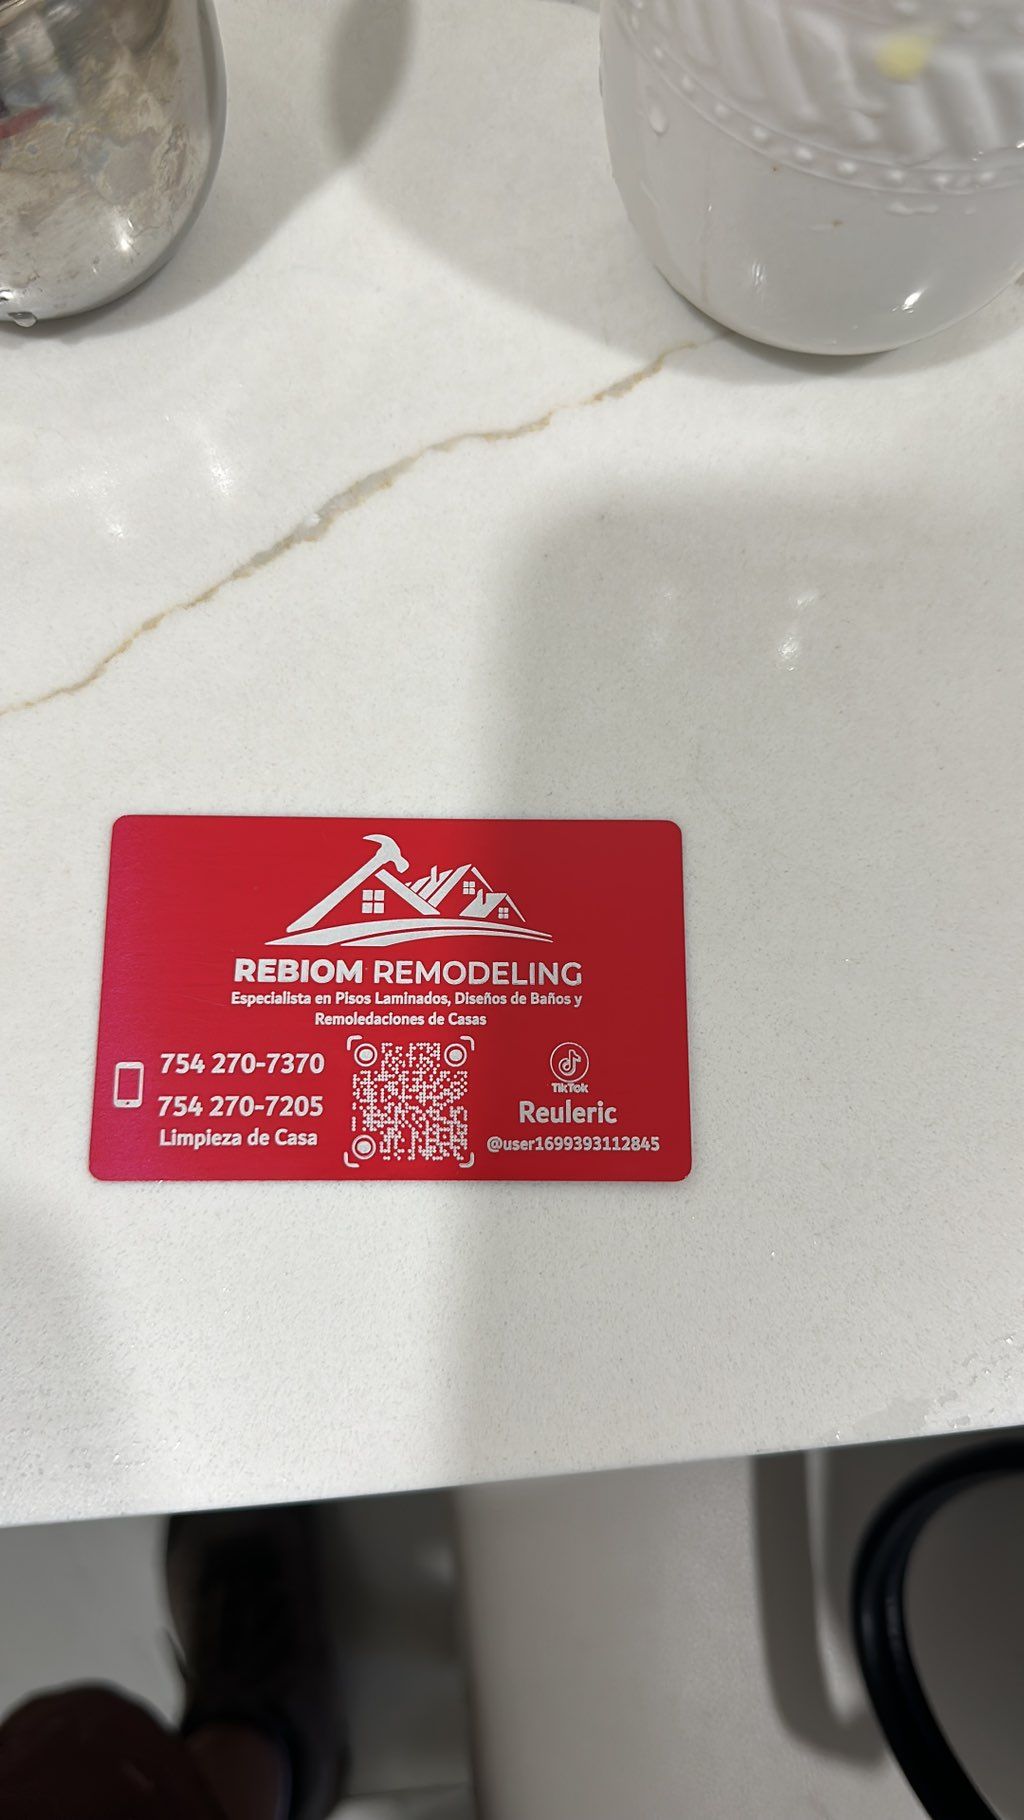 REBIOM REMODELING
Especialista en Pisos Laminados, Diseños de Baños y
Remoledaciones de Casas
754 270-7370
754 270-7205
Limpieza de Casa
TikTok
Reuleric
@user1699393112845